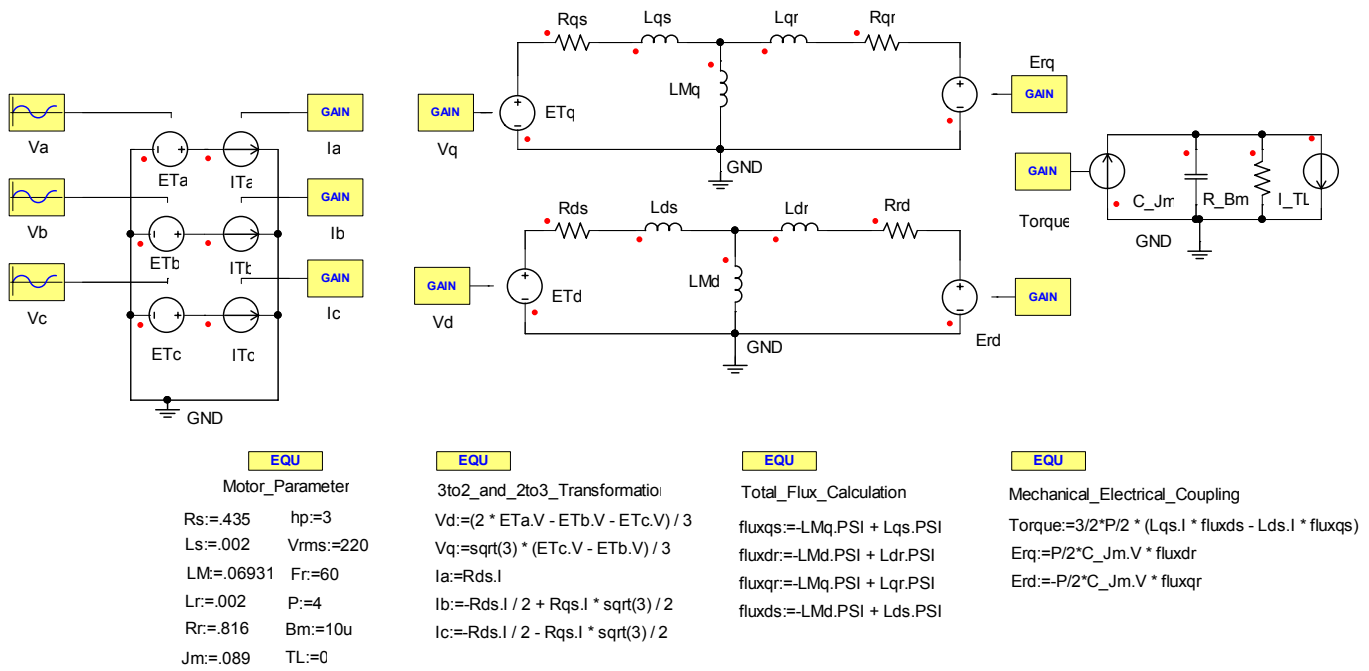 Rqs
Lqs
Lqr
Rqr
LMq
ETq
Erq
GAIN
GAIN
Vq
GND
Va
GAIN
ETa
ITa
Ia
Vb
GAIN
ETb
ITb
Ib
Vc
GAIN
ETc
ITc
Ic
GND
Rds
Lds
Ldr
Rrd
LMd
ETd
GAIN
Vd
GAIN
Erd
GND
GAIN
Torque
C_Jm
R_Bm
I_TL
GND
EQU
Motor_Parameter
Rs:=.435 hp:=3
Ls:=.002 Vrms:=220
LM:=.06931 Fr:=60
Lr:=.002 P:=4
Rr:=.816 Bm:=10u
Jm:=.089 TL:=0
EQU
3to2_and_2to3_Transformation
Vd:=(2 * ETa.V - ETb.V - ETc.V) / 3
Vq:=sqrt(3) * (ETc.V - ETb.V) / 3
Ia:=Rds.I
Ib:=-Rds.I / 2 + Rqs.I * sqrt(3) / 2
Ic:=-Rds.I / 2 - Rqs.I * sqrt(3) / 2
EQU
Total_Flux_Calculation
fluxqs:=-LMq.PSI + Lqs.PSI
fluxdr:=-LMd.PSI + Ldr.PSI
fluxqr:=-LMq.PSI + Lqr.PSI
fluxds:=-LMd.PSI + Lds.PSI
EQU
Mechanical_Electrical_Coupling
Torque:=3/2*P/2 * (Lqs.I * fluxds - Lds.I * fluxqs)
Erq:=P/2*C_Jm.V * fluxdr
Erd:=-P/2*C_Jm.V * fluxqr